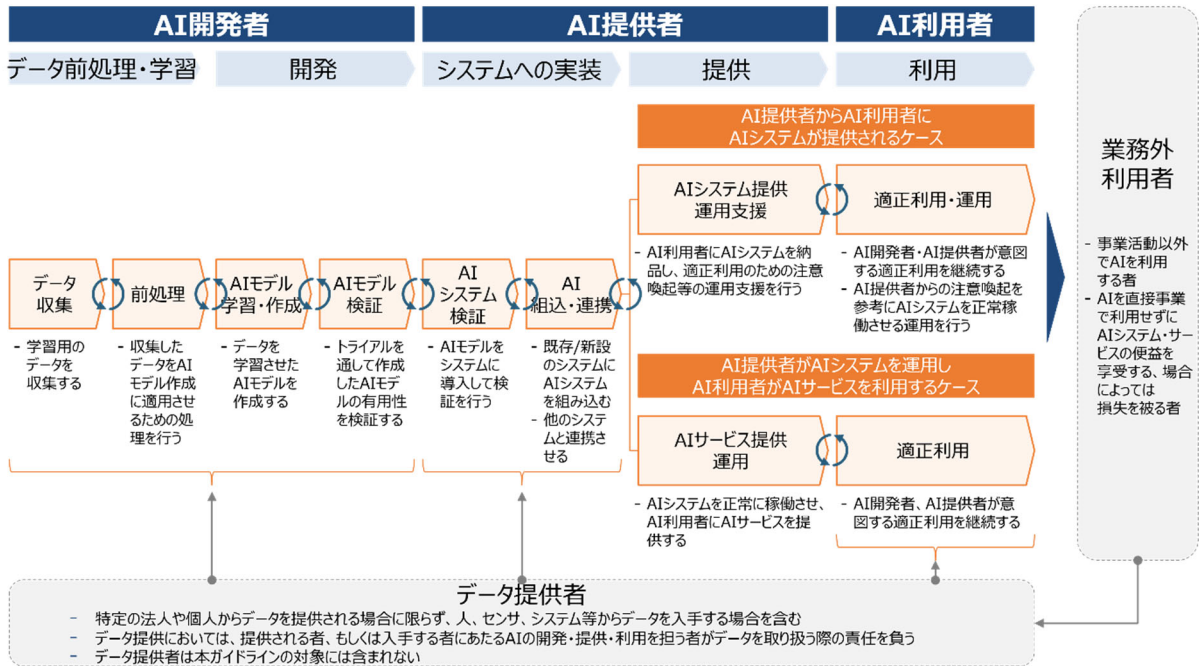 AI開発者
AI提供者
AI利用者
データ前処理・学習
開発
システムへの実装
提供
利用
AI提供者からAI利用者に
AIシステムが提供されるケース
AIシステム提供
運用支援
適正利用・運用
- AI利用者にAIシステムを納
品し、適正利用のための注意
喚起等の運用支援を行う
- AI開発者・AI提供者が意図
する適正利用を継続する
- AI提供者からの注意喚起を
参考にAIシステムを正常稼
働させる運用を行う
データ
収集
前処理
AIモデル
学習・作成
AIモデル
検証
AI
システム
検証
AI
組込・連携
- 学習用の
データを
収集する
- 収集した
データをAI
モデル作成
に適用させ
るための処
理を行う
- データを
学習させた
AIモデルを
作成する
- トライアルを
通して作成
したAIモデ
ルの有用性
を検証する
- AIモデルを
システムに
導入して検
証を行う
- 既存/新設
のシステムに
AIシステム
を組み込む
- 他のシステ
ムと連携さ
せる
AI提供者がAIシステムを運用し
AI利用者がAIサービスを利用するケース
AIサービス提供
運用
適正利用
- AIシステムを正常に稼働させ、
AI利用者にAIサービスを提
供する
- AI開発者、AI提供者が意
図する適正利用を継続する
業務外
利用者
- 事業活動以外
でAIを利用
する者
- AIを直接事業
で利用せずに
AIシステム・サ
ービスの便益を
享受する、場合
によっては
損失を被る者
データ提供者
- 特定の法人や個人からデータを提供される場合に限らず、人、センサ、システム等からデータを入手する場合を含む
- データ提供においては、提供される者、もしくは入手する者にあたるAIの開発・提供・利用を担う者がデータを取り扱う際の責任を負う
- データ提供者は本ガイドラインの対象には含まれない